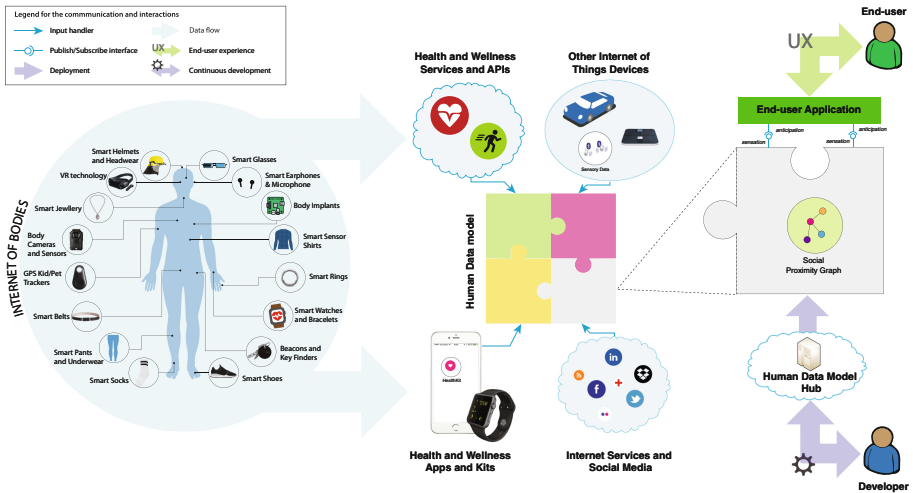 Legend for the commmunication and interactions
Input handler
Data flow
Publish/Subscribe interface
UX
End-user experience
Deployment
Continuous development
INTERNET OF BODIES
Smart Helmets
and Headwear
Smart Glasses
VR technology
Smart Earphones
& Microphone
Smart Jewllery
Body Implants
Body
Cameras
and Sensors
Smart Sensor
Shirts
GPS Kid/Pet
Trackers
Smart Rings
Smart Belts
Smart Watches
and Bracelets
Smart Pants
and Underwear
Beacons and
Key Finders
Smart Socks
Smart Shoes
Health and Wellness
Services and APIs
Other Internet of
Things Devices
Sensory Data
Human Data model
HealthKit
Health and Wellness
Apps and Kits
in
f
Internet Services and
Social Media
End-user
UX
End-user Application
anticipation
sensation
anticipation
sensation
Social
Proximity Graph
Human Data Model
Hub
Developer